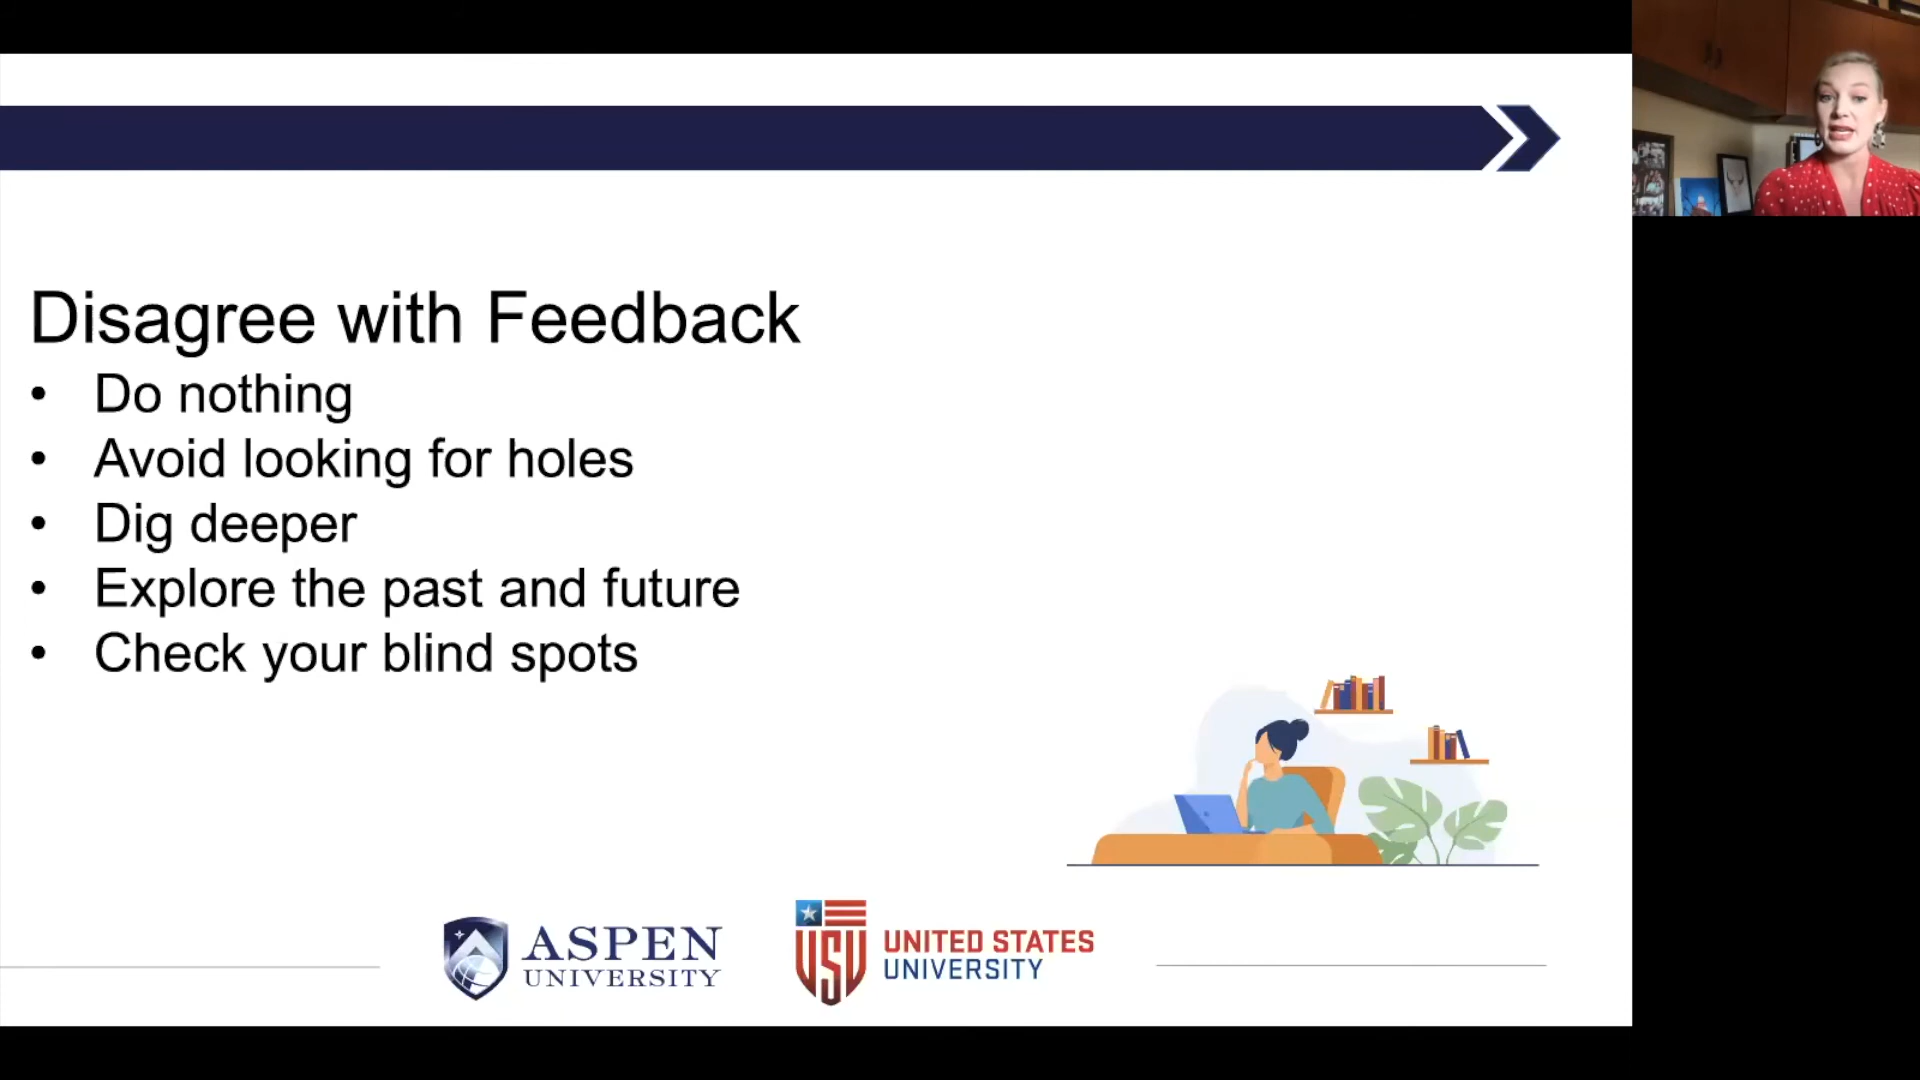 Disagree with Feedback
• Do nothing
• Avoid looking for holes
• Dig deeper
• Explore the past and future
• Check your blind spots
ASPEN
UNIVERSITY
USU
UNITED STATES
UNIVERSITY